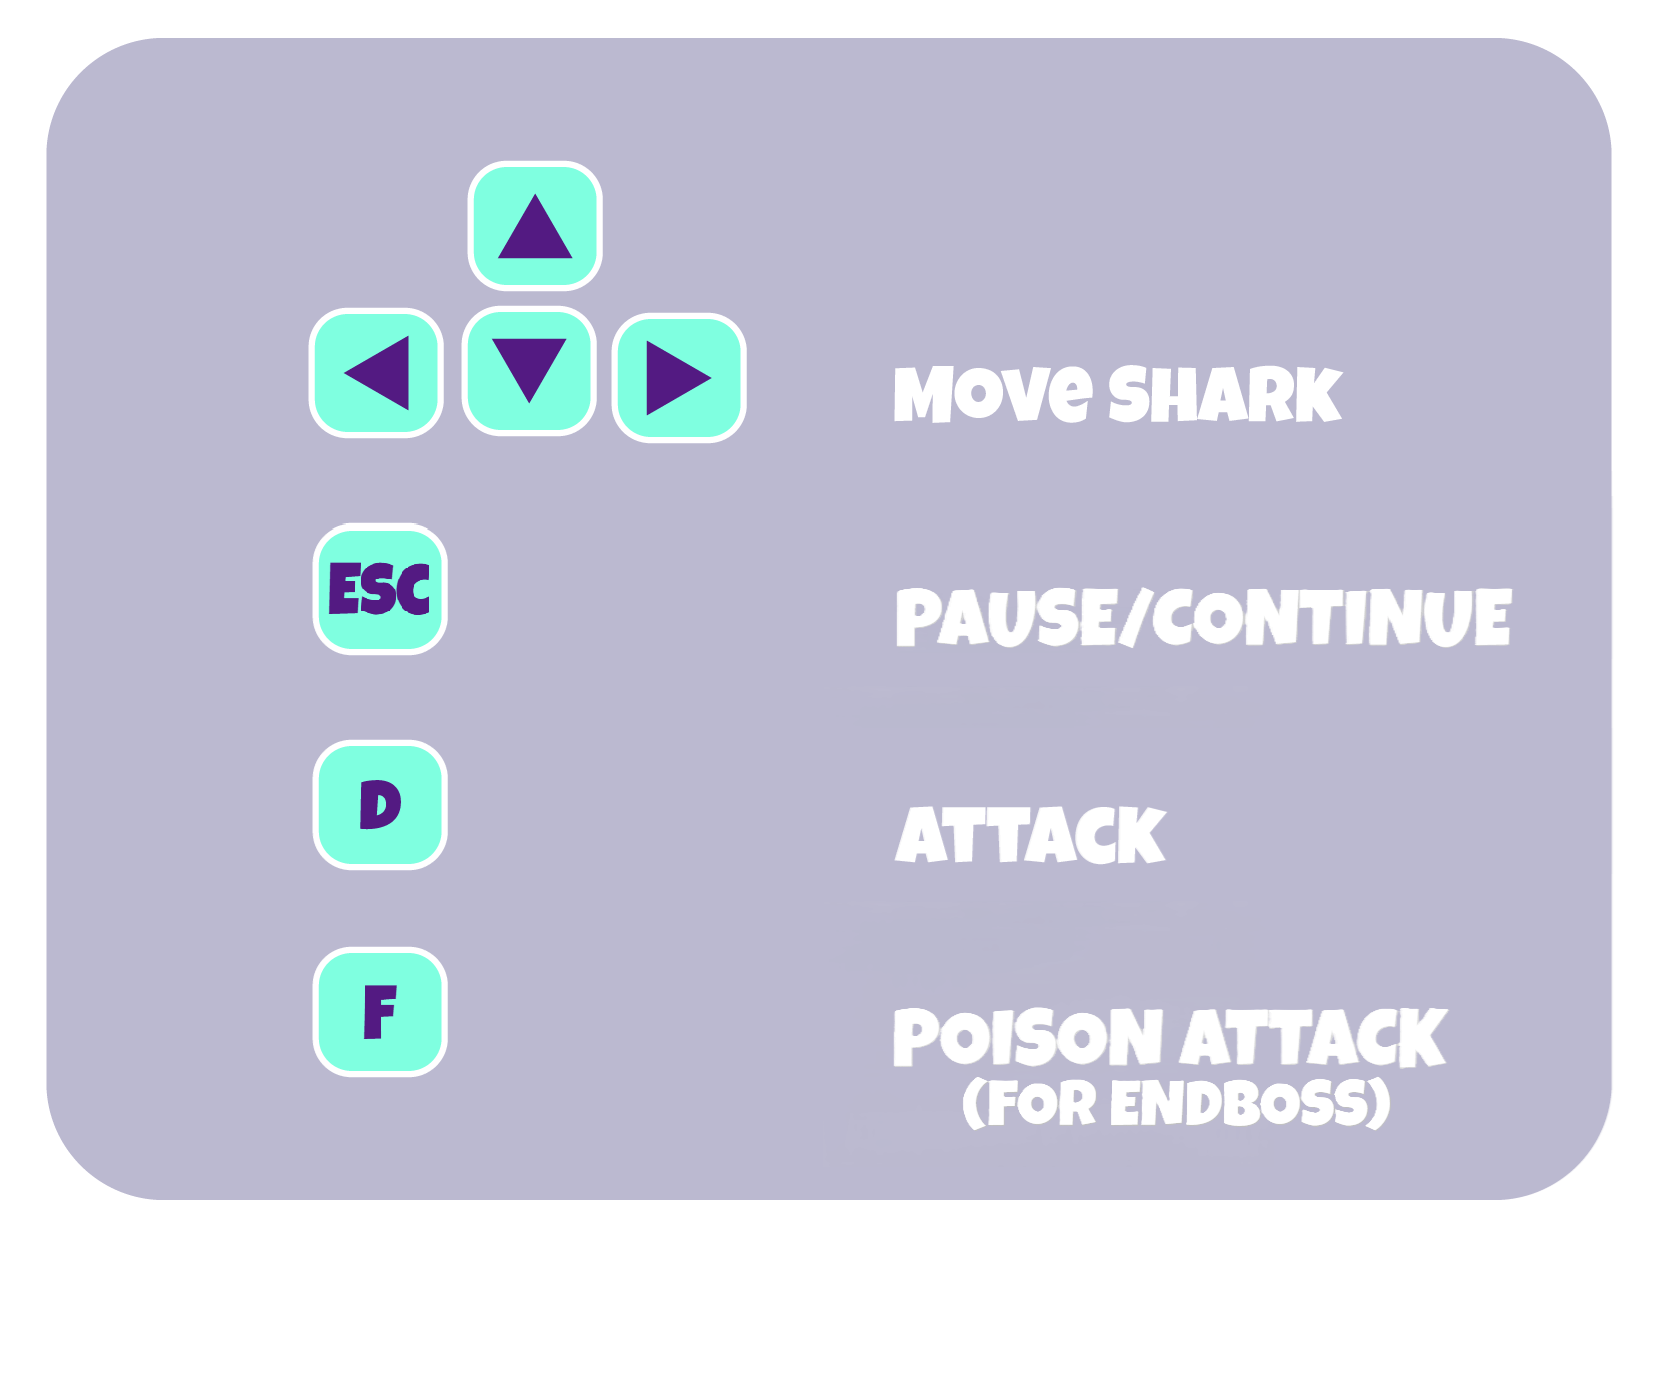 MOVE SHARK
ESC
PAUSE/CONTINUE
D
ATTACK
F
POISON ATTACK
(FOR ENDBOSS)